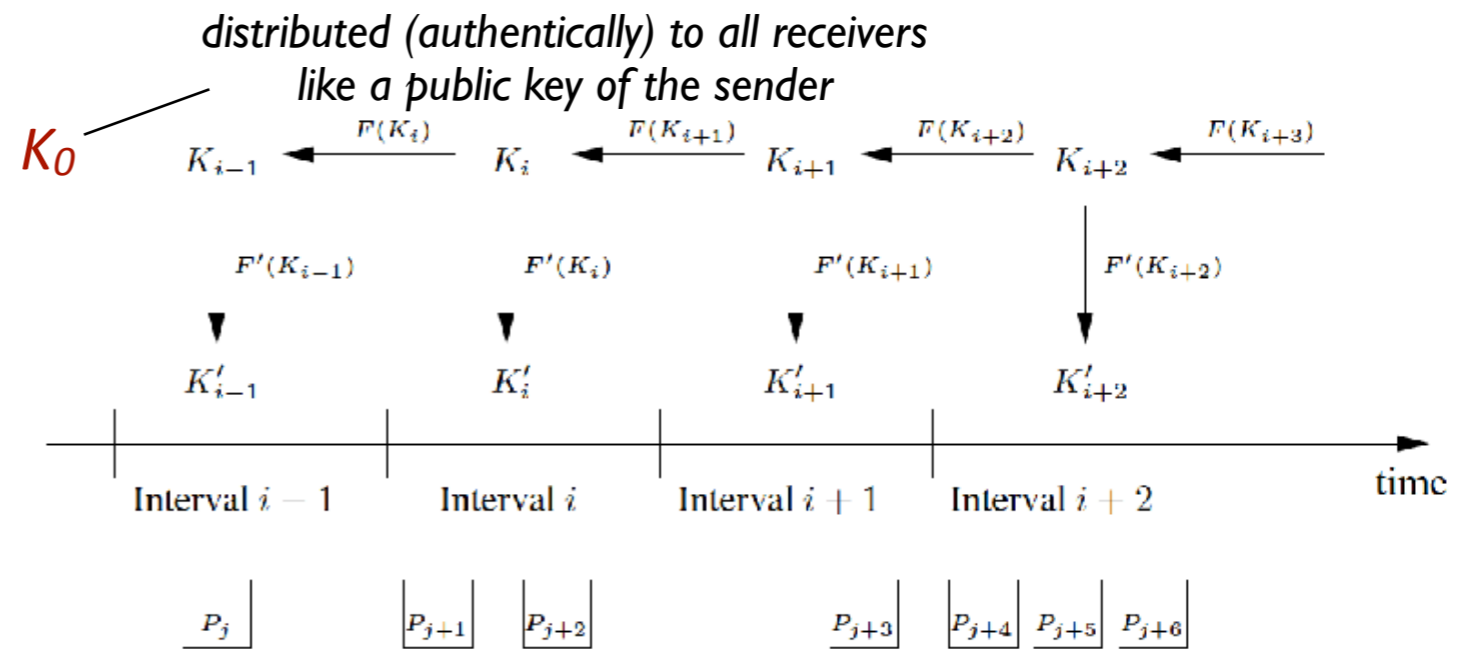 distributed (authentically) to all receivers
like a public key of the sender
K₀
F(Kᵢ) F(Kᵢ₊₁) F(Kᵢ₊₂) F(Kᵢ₊₃)
Kᵢ₋₁ Kᵢ Kᵢ₊₁ Kᵢ₊₂
F′(Kᵢ₋₁) F′(Kᵢ) F′(Kᵢ₊₁) F′(Kᵢ₊₂)
K′ᵢ₋₁ K′ᵢ K′ᵢ₊₁ K′ᵢ₊₂
Interval i − 1 Interval i Interval i + 1 Interval i + 2 time
Pⱼ Pⱼ₊₁ Pⱼ₊₂ Pⱼ₊₃ Pⱼ₊₄ Pⱼ₊₅ Pⱼ₊₆